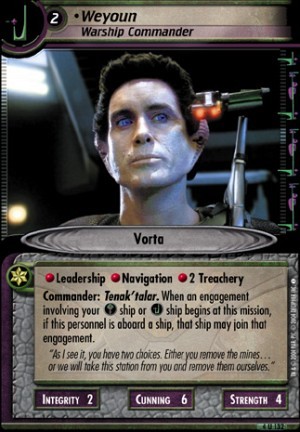 2
•Weyoun
Warship Commander
Vorta
Leadership Navigation 2 Treachery
Commander: Tenak'talar. When an engagement
involving your ship or ship begins at this mission,
if this personnel is aboard a ship, that ship may join that
engagement.
"As I see it, you have two choices. Either you remove the mines...
or we will take this station from you and remove them ourselves."
Integrity 2 Cunning 6 Strength 4